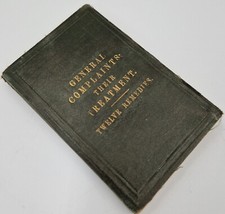 GENERAL
COMPLAINTS.
THEIR
TREATMENT.
TWELVE REMEDIES.